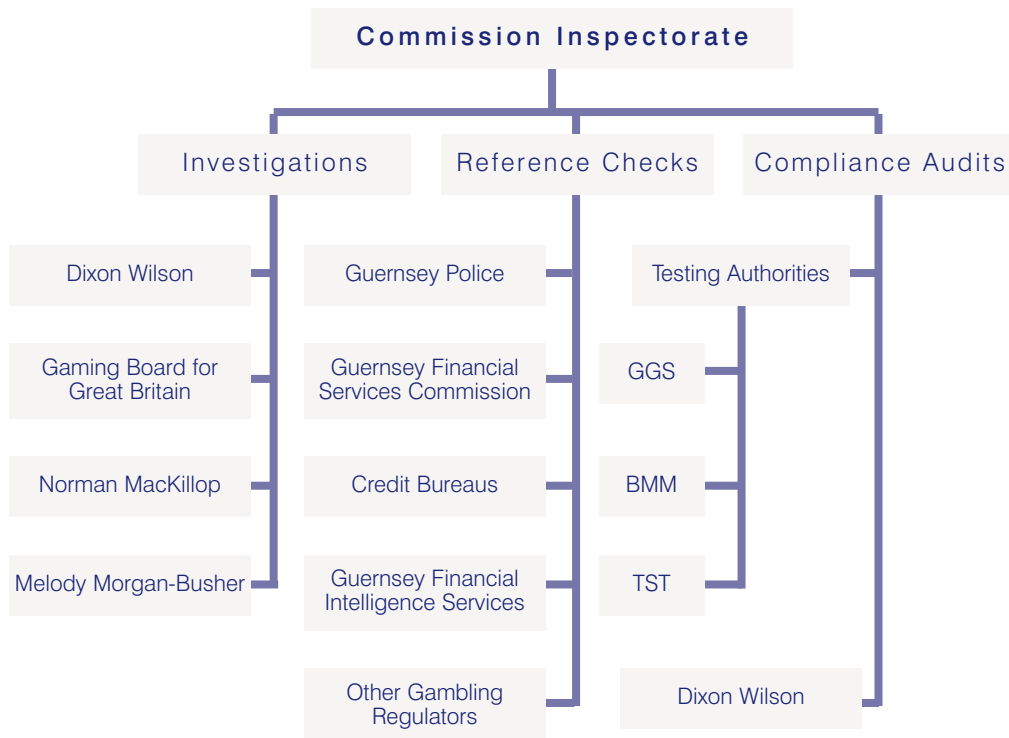 Commission Inspectorate
Investigations
Reference Checks
Compliance Audits
Dixon Wilson
Gaming Board for
Great Britain
Norman MacKillop
Melody Morgan-Busher
Guernsey Police
Guernsey Financial
Services Commission
Credit Bureaus
Guernsey Financial
Intelligence Services
Other Gambling
Regulators
Testing Authorities
GGS
BMM
TST
Dixon Wilson